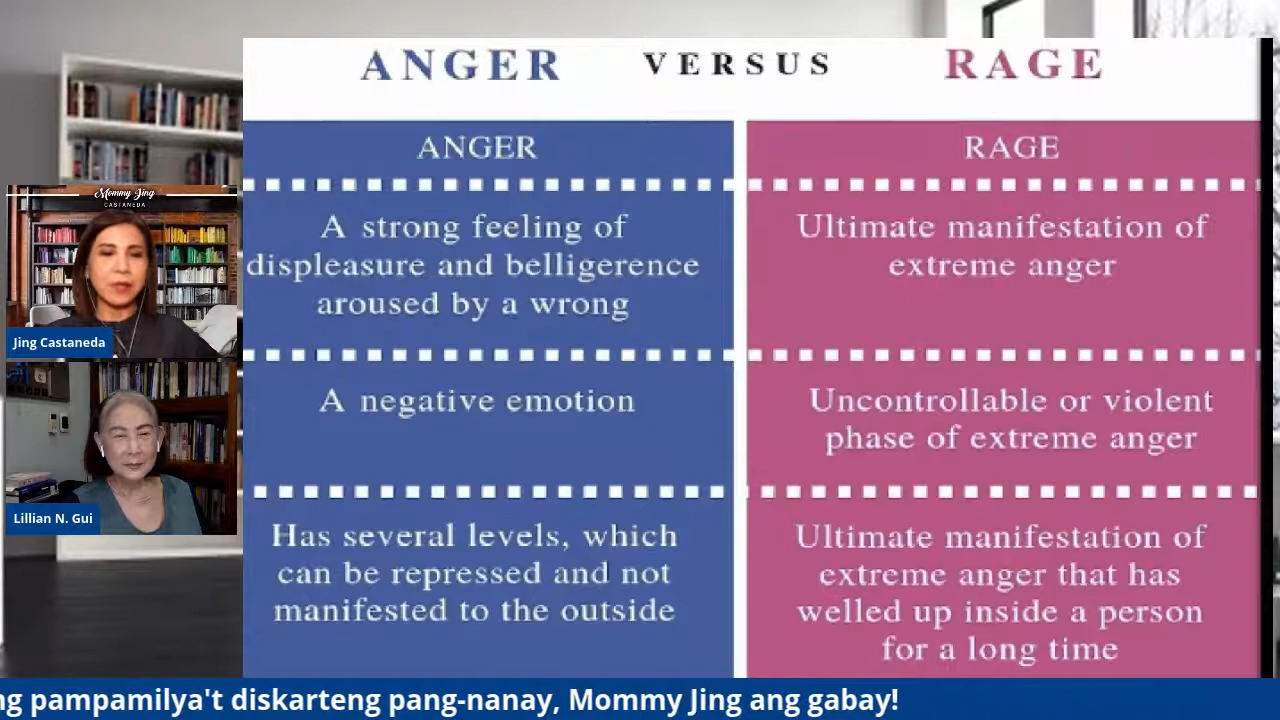 ANGER VERSUS RAGE
ANGER
A strong feeling of
displeasure and belligerence
aroused by a wrong
A negative emotion
Has several levels, which
can be repressed and not
manifested to the outside
RAGE
Ultimate manifestation of
extreme anger
Uncontrollable or violent
phase of extreme anger
Ultimate manifestation of
extreme anger that has
welled up inside a person
for a long time
Mommy Jing
CASTANEDA
Jing Castaneda
Lillian N. Gui
ng pampamilya't diskarteng pang-nanay, Mommy Jing ang gabay!